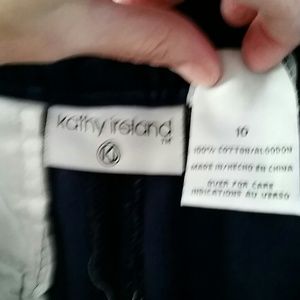 kathy ireland
TM
K
10
100% COTTON/ALGODON
MADE IN/HECHO EN CHINA
OVER FOR CARE
INDICATIONS AU VERSO